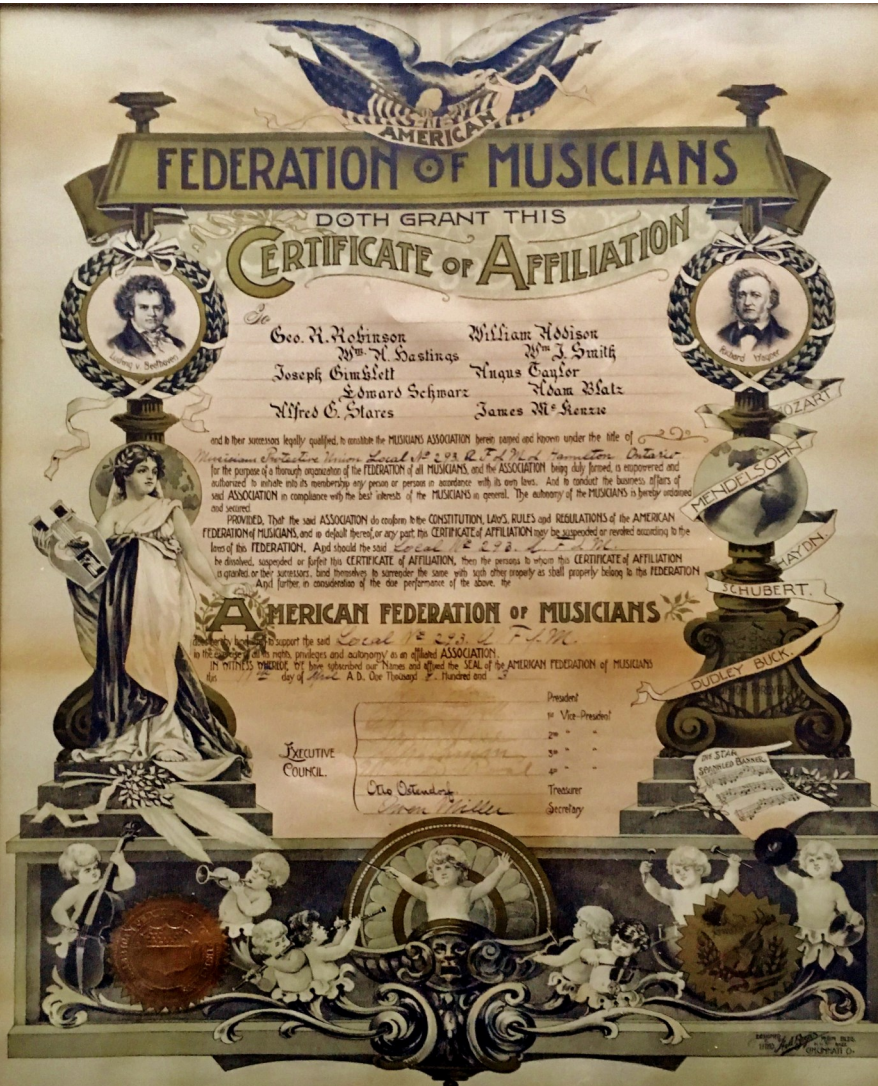 AMERICAN
FEDERATION OF MUSICIANS
DOTH GRANT THIS
CERTIFICATE OF AFFILIATION
Ludwig v. Beethoven
Richard Wagner
To
Geo. R. Robinson William Addison
Wm. H. Hastings Wm J. Smith
Joseph Gimblett Angus Taylor
Edward Schwarz Adam Blatz
Alfred G. Stares James McKenzie
MOZART
MENDELSOHN
HAYDN.
SCHUBERT.
DUDLEY BUCK.
and to their successors legally qualified, to constitute the MUSICIANS ASSOCIATION herein named and known under the title of
Musicians Protective Union Local No 293 A. F. of M. of Hamilton Ontario
for the purpose of a thorough organization of the FEDERATION of all MUSICIANS, and the ASSOCIATION being duly formed, is empowered and
authorized to initiate into its membership any person or persons in accordance with its own laws. And to conduct the business affairs of
said ASSOCIATION in compliance with the best interests of the MUSICIANS in general. The autonomy of the MUSICIANS is hereby ordained
and secured.
PROVIDED, That the said ASSOCIATION do conform to the CONSTITUTION, LAWS, RULES and REGULATIONS of the AMERICAN
FEDERATION of MUSICIANS, and in default thereof, or any part, this CERTIFICATE OF AFFILIATION may be suspended or revoked according to the
laws of this FEDERATION. And should the said Local No 293. A. F. of M.
be dissolved, suspended or forfeit this CERTIFICATE OF AFFILIATION, then the persons to whom this CERTIFICATE OF AFFILIATION
is granted, or their successors, bind themselves to surrender the same with such other property as shall properly belong to this FEDERATION
And further, in consideration of the due performance of the above, the
AMERICAN FEDERATION OF MUSICIANS
to support the said Local No 293 A. F. of M.
in the exercise of all its rights, privileges and autonomy as an affiliated ASSOCIATION.
IN WITNESS WHEREOF, WE have subscribed our Names and affixed the SEAL of the AMERICAN FEDERATION OF MUSICIANS
this day of A.D. One Thousand Hundred and
EXECUTIVE
COUNCIL.
President
1st Vice-President
2nd " "
3rd " "
4th " "
Otto Ostendorf Treasurer
Owen Miller Secretary
THE STAR
SPANGLED BANNER
DESIGNED
CINCINNATI O.